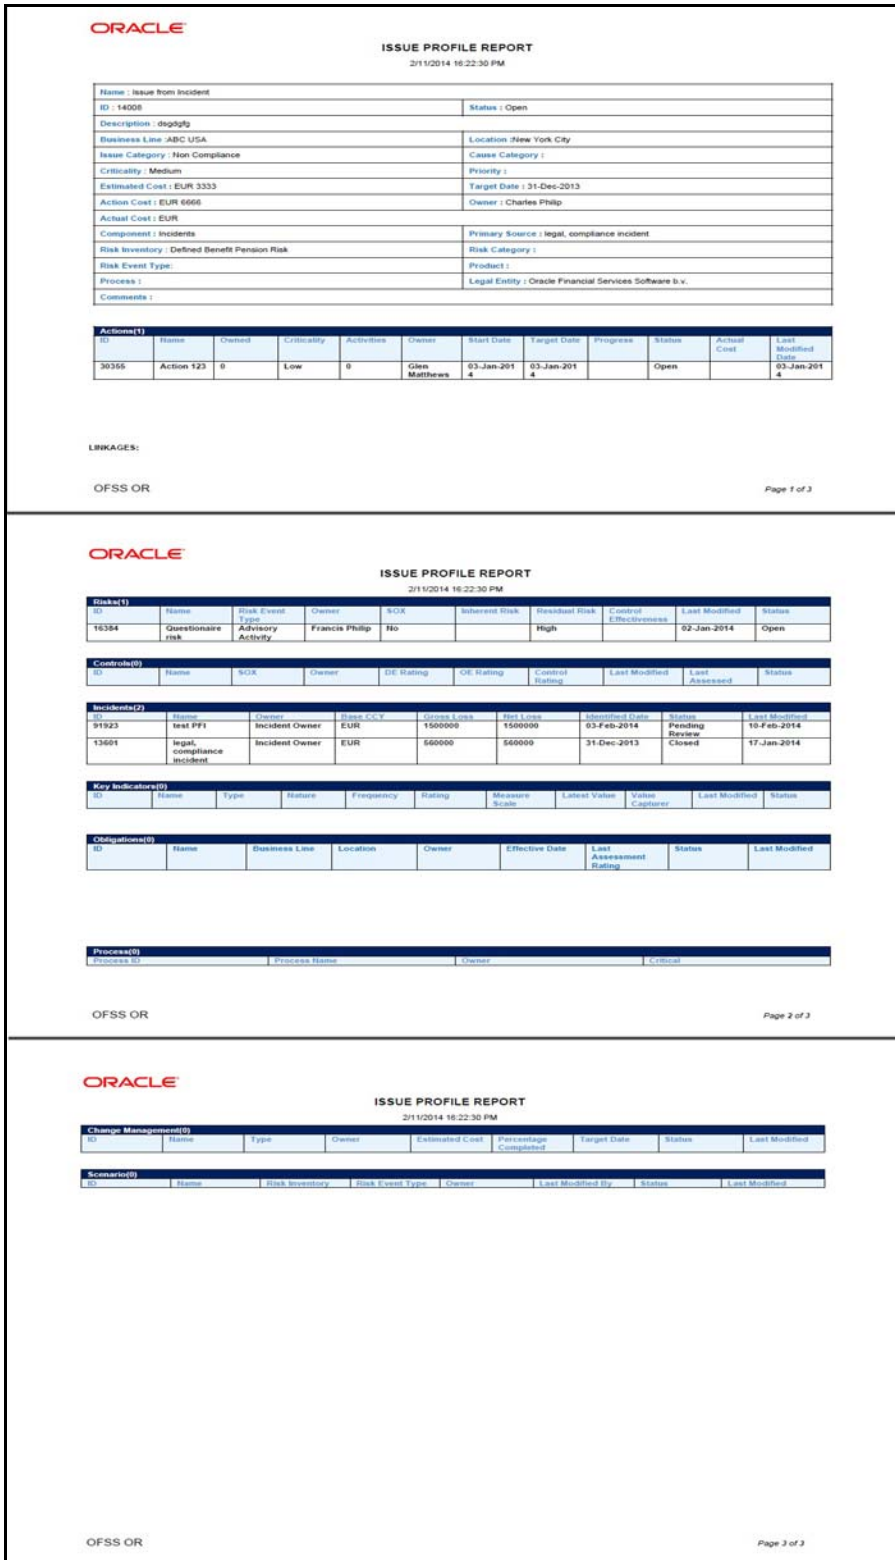 ORACLE
ISSUE PROFILE REPORT
2/11/2014 16:22:30 PM
Name : Issue from Incident
ID : 14008 Status : Open
Description : dsgdgfg
Business Line :ABC USA Location :New York City
Issue Category : Non Compliance Cause Category :
Criticality : Medium Priority :
Estimated Cost : EUR 3333 Target Date : 31-Dec-2013
Action Cost : EUR 6666 Owner : Charles Philip
Actual Cost : EUR
Component : Incidents Primary Source : legal, compliance incident
Risk Inventory : Defined Benefit Pension Risk Risk Category :
Risk Event Type: Product :
Process : Legal Entity : Oracle Financial Services Software b.v.
Comments :
Actions(1)
ID Name Owned Criticality Activities Owner Start Date Target Date Progress Status Actual Last
Cost Modified
Date
30355 Action 123 0 Low 0 Glen 03-Jan-201 03-Jan-201 Open 03-Jan-201
Matthews 4 4 4
LINKAGES:
OFSS OR Page 1 of 3
ORACLE
ISSUE PROFILE REPORT
2/11/2014 16:22:30 PM
Risks(1)
ID Name Risk Event Owner SOX Inherent Risk Residual Risk Control Last Modified Status
Type Effectiveness
16384 Questionaire Advisory Francis Philip No High 02-Jan-2014 Open
risk Activity
Controls(0)
ID Name SOX Owner DE Rating OE Rating Control Last Modified Last Status
Rating Assessed
Incidents(2)
ID Name Owner Base CCY Gross Loss Net Loss Identified Date Status Last Modified
91923 test PFI Incident Owner EUR 1500000 1500000 03-Feb-2014 Pending 10-Feb-2014
Review
13601 legal, Incident Owner EUR 560000 560000 31-Dec-2013 Closed 17-Jan-2014
compliance
incident
Key Indicators(0)
ID Name Type Nature Frequency Rating Measure Latest Value Value Last Modified Status
Scale Capturer
Obligations(0)
ID Name Business Line Location Owner Effective Date Last Status Last Modified
Assessment
Rating
Process(0)
Process ID Process Name Owner Critical
OFSS OR Page 2 of 3
ORACLE
ISSUE PROFILE REPORT
2/11/2014 16:22:30 PM
Change Management(0)
ID Name Type Owner Estimated Cost Percentage Target Date Status Last Modified
Completed
Scenario(0)
ID Name Risk Inventory Risk Event Type Owner Last Modified By Status Last Modified
OFSS OR Page 3 of 3